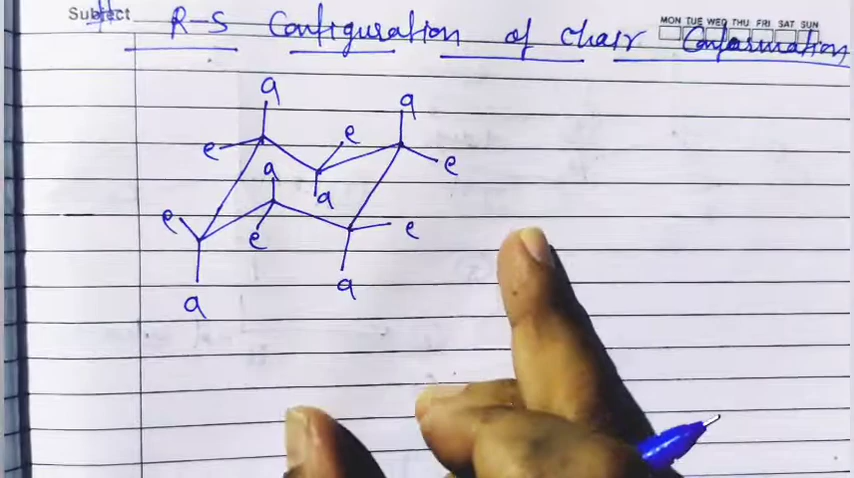 Subject
MON TUE WED THU FRI SAT SUN
# R-S Configuration of chair Conformation
a
a
e
e
a
e
a
e
e
e
a
a